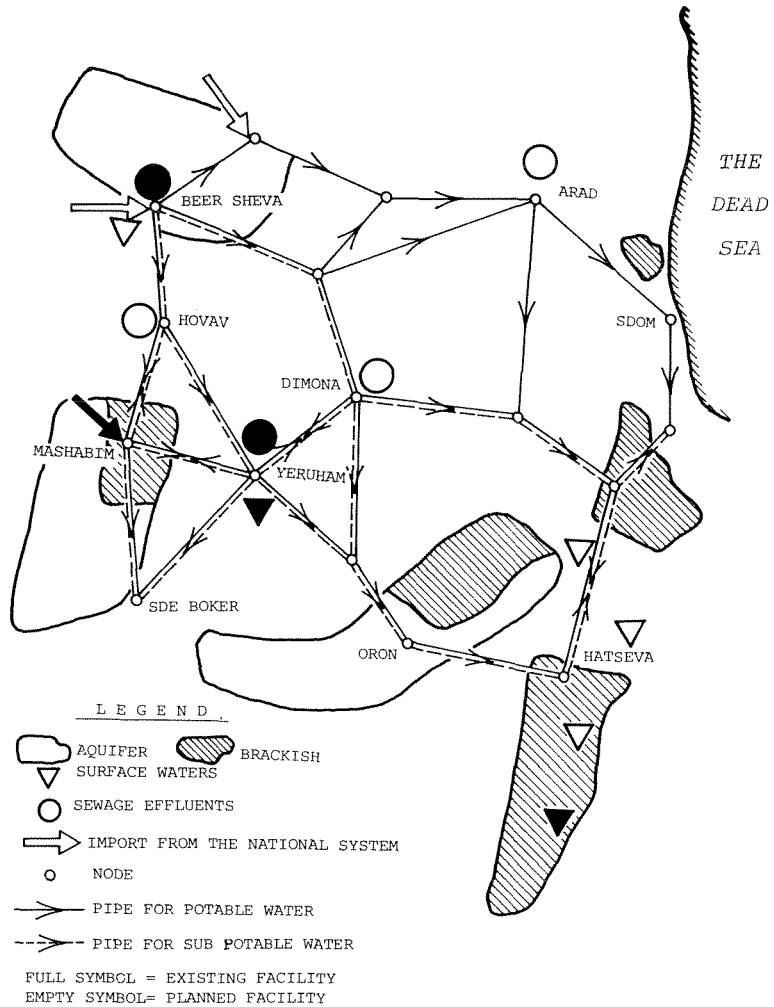 THE
DEAD
SEA
ARAD
BEER SHEVA
SDOM
HOVAV
DIMONA
MASHABIM
YERUHAM
SDE BOKER
ORON
HATSEVA
LEGEND
AQUIFER
BRACKISH
SURFACE WATERS
SEWAGE EFFLUENTS
IMPORT FROM THE NATIONAL SYSTEM
NODE
PIPE FOR POTABLE WATER
PIPE FOR SUB POTABLE WATER
FULL SYMBOL = EXISTING FACILITY
EMPTY SYMBOL= PLANNED FACILITY